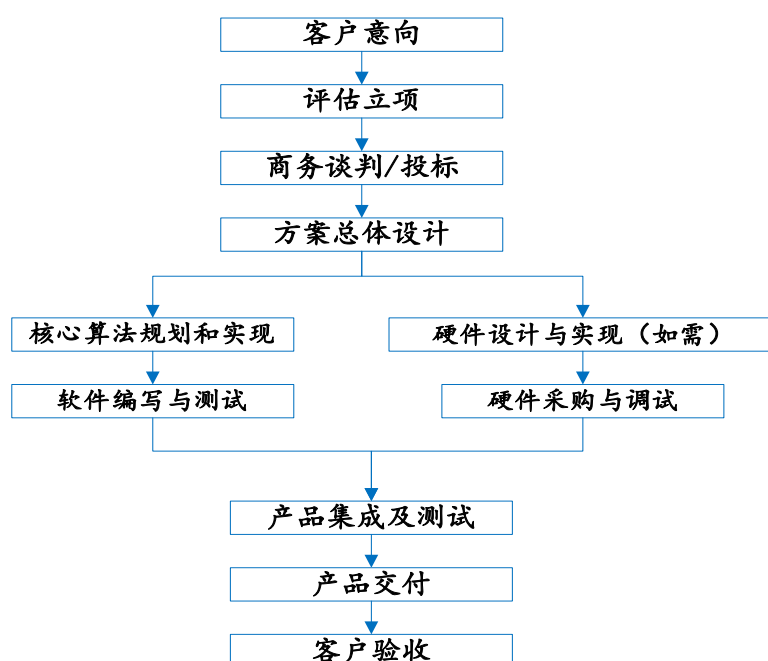 客户意向
评估立项
商务谈判/投标
方案总体设计
核心算法规划和实现
硬件设计与实现（如需）
软件编写与测试
硬件采购与调试
产品集成及测试
产品交付
客户验收